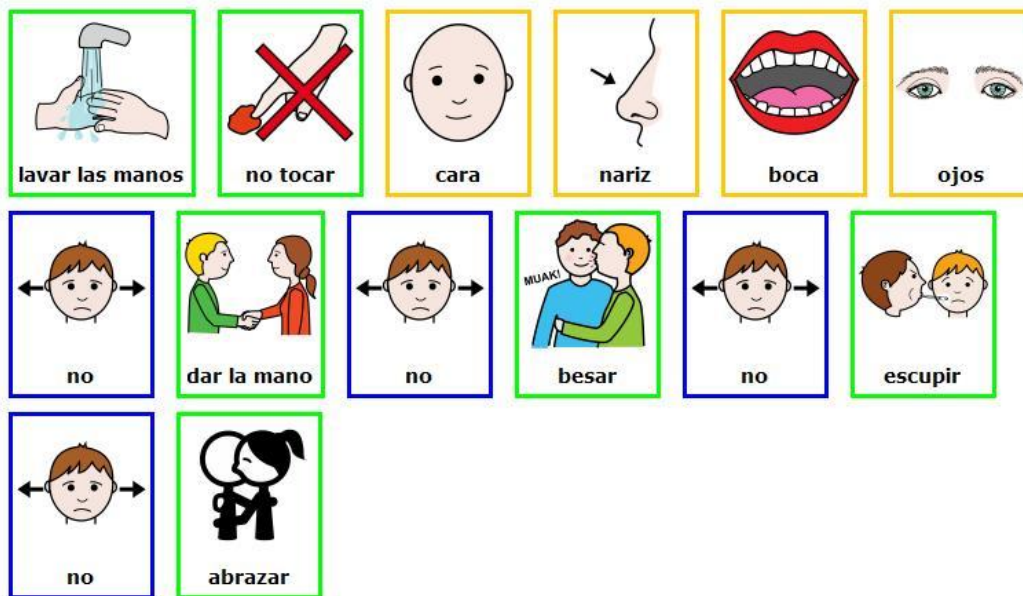 lavar las manos
no tocar
cara
nariz
boca
ojos
no
dar la mano
no
MUAK!
besar
no
escupir
no
abrazar